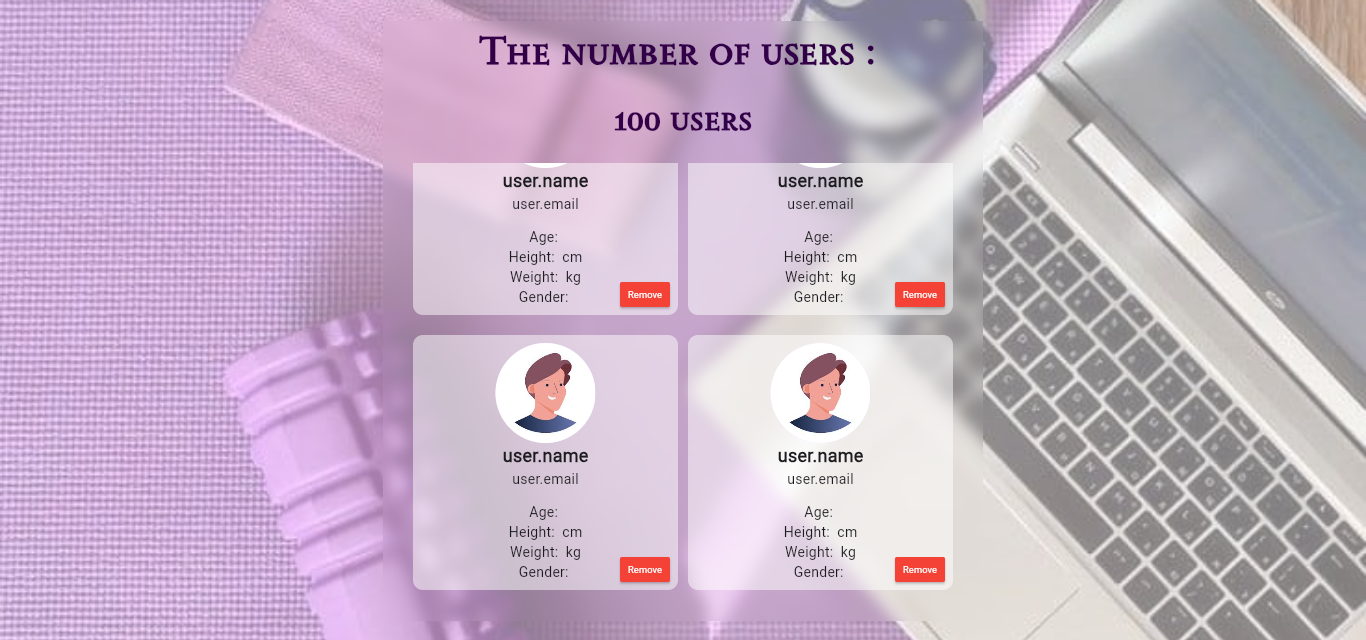 The number of users :
100 users
user.name
user.email
Age:
Height: cm
Weight: kg
Gender:
Remove
user.name
user.email
Age:
Height: cm
Weight: kg
Gender:
Remove
user.name
user.email
Age:
Height: cm
Weight: kg
Gender:
Remove
user.name
user.email
Age:
Height: cm
Weight: kg
Gender:
Remove